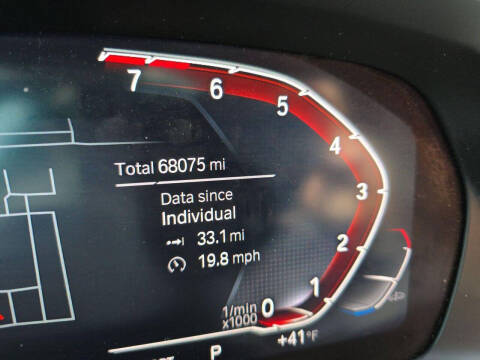 7
6
5
4
3
2
1
0
Total 68075 mi
Data since
Individual
33.1 mi
19.8 mph
1/min
x1000
+41°F
P